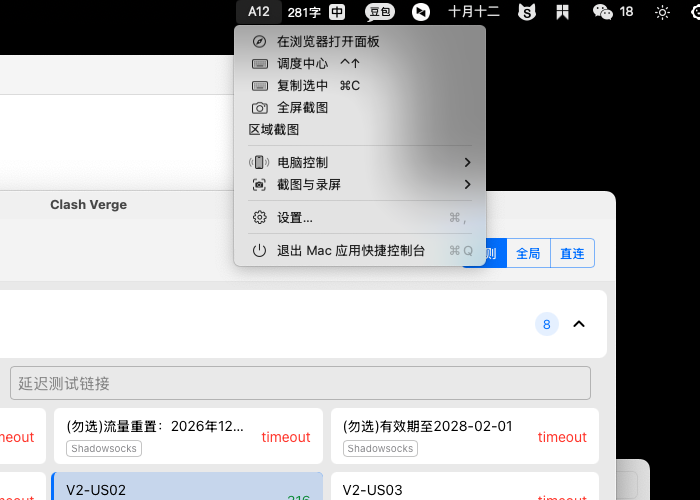 A12 281字 中 豆包 十月十二 18
在浏览器打开面板
调度中心 ^↑
复制选中 ⌘C
全屏截图
区域截图
电脑控制
截图与录屏
设置... ⌘ ,
退出 Mac 应用快捷控制台 ⌘ Q
Clash Verge
则 全局 直连
8
延迟测试链接
(勿选)流量重置：2026年12...
Shadowsocks
timeout
(勿选)有效期至2028-02-01
Shadowsocks
timeout
meout
V2-US02
V2-US03